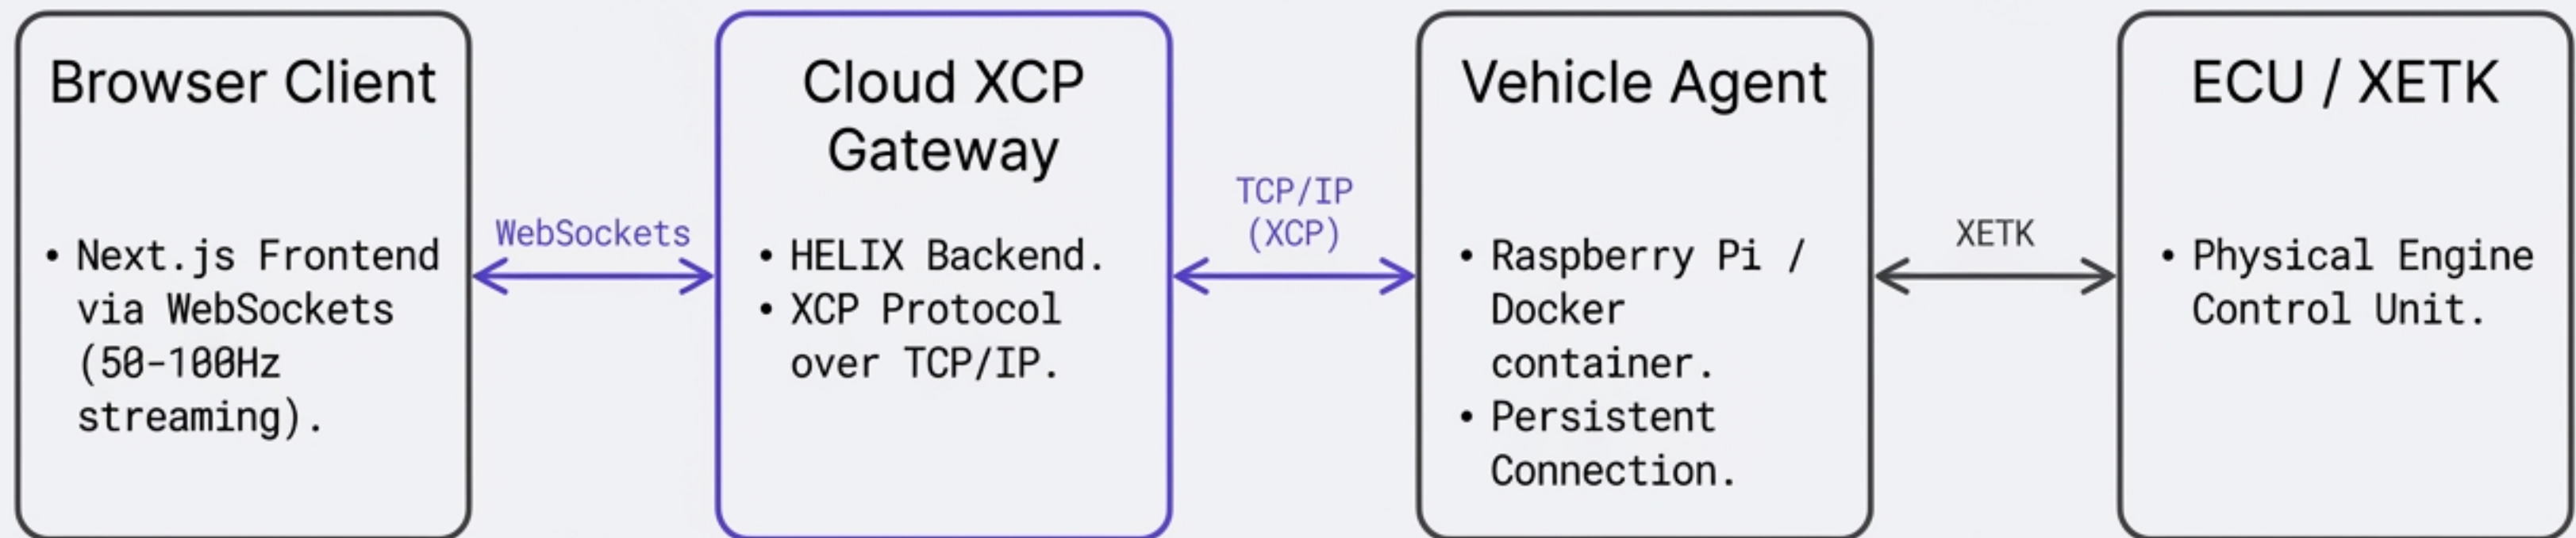 Browser Client
• Next.js Frontend
via WebSockets
(50-100Hz
streaming).
WebSockets
Cloud XCP
Gateway
• HELIX Backend.
• XCP Protocol
over TCP/IP.
TCP/IP
(XCP)
Vehicle Agent
• Raspberry Pi /
Docker
container.
• Persistent
Connection.
XETK
ECU / XETK
• Physical Engine
Control Unit.